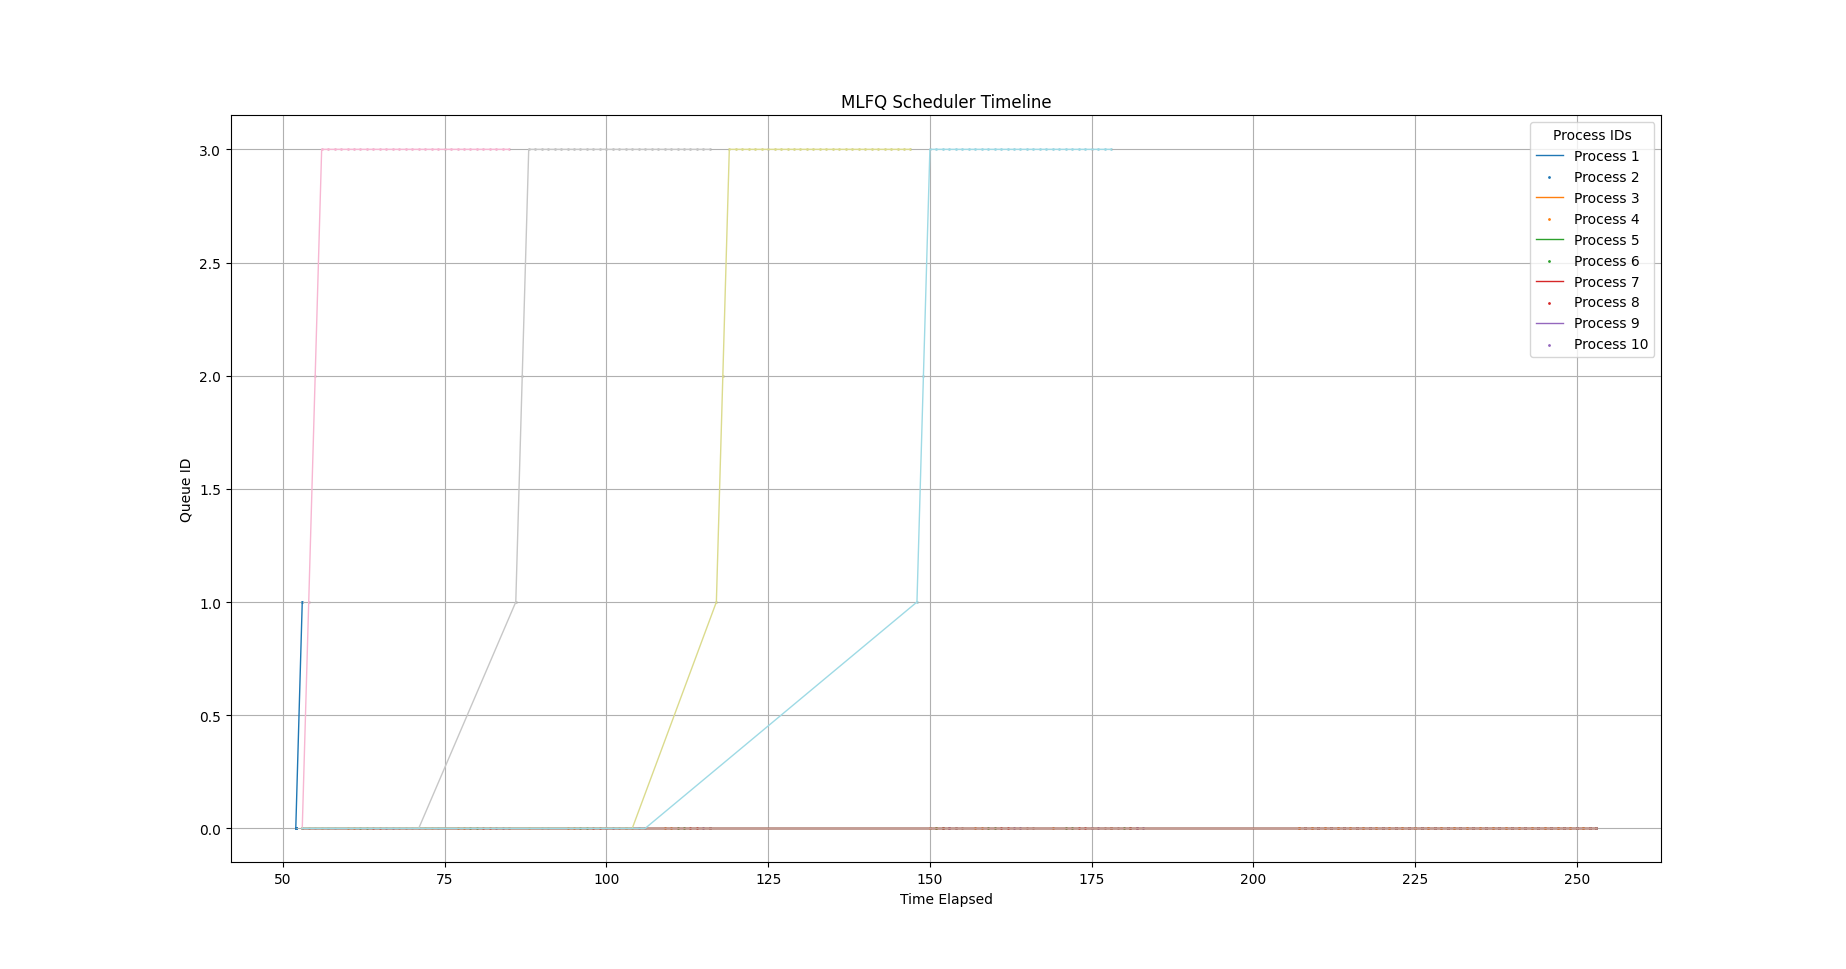 MLFQ Scheduler Timeline
Process IDs
Process 1
Process 2
Process 3
Process 4
Process 5
Process 6
Process 7
Process 8
Process 9
Process 10
3.0
2.5
2.0
1.5
1.0
0.5
0.0
Queue ID
50 75 100 125 150 175 200 225 250
Time Elapsed